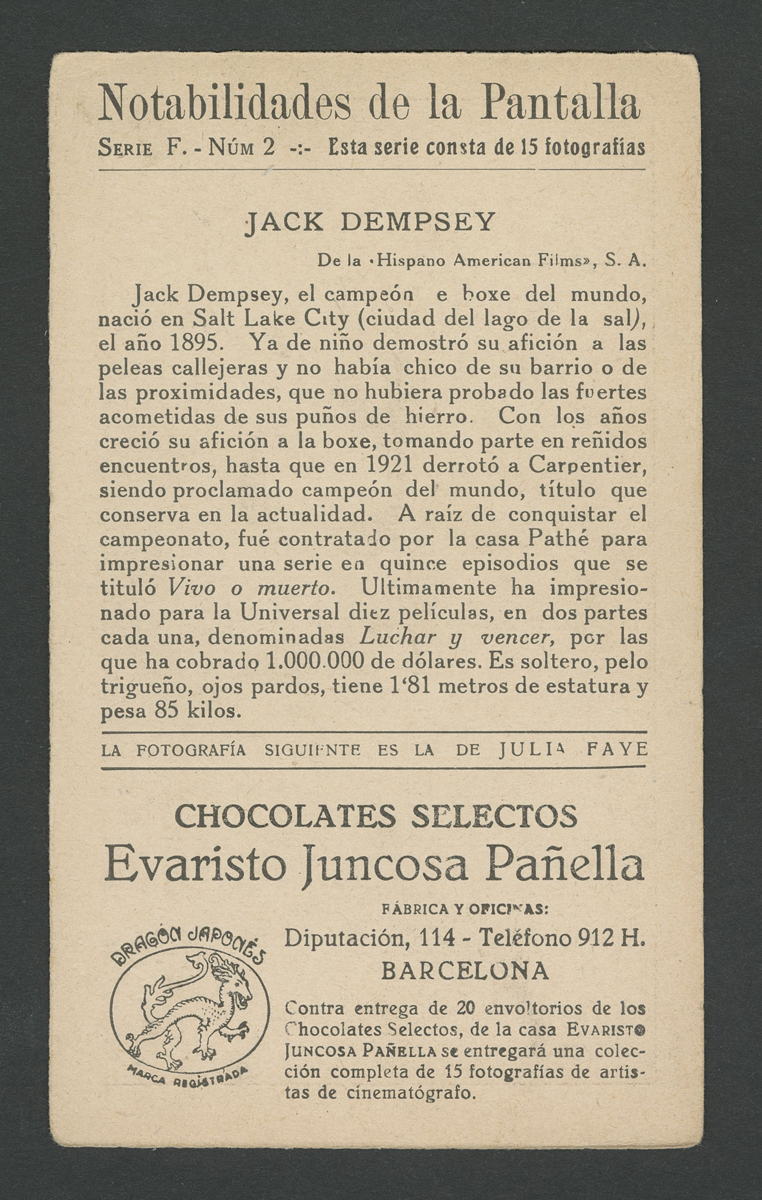 Notabilidades de la Pantalla
SERIE F. - NÚM 2 -:- Esta serie consta de 15 fotografías
JACK DEMPSEY
De la «Hispano American Films», S. A.
Jack Dempsey, el campeón e boxe del mundo,
nació en Salt Lake City (ciudad del lago de la sal),
el año 1895. Ya de niño demostró su afición a las
peleas callejeras y no había chico de su barrio o de
las proximidades, que no hubiera probado las fuertes
acometidas de sus puños de hierro. Con los años
creció su afición a la boxe, tomando parte en reñidos
encuentros, hasta que en 1921 derrotó a Carpentier,
siendo proclamado campeón del mundo, título que
conserva en la actualidad. A raíz de conquistar el
campeonato, fué contratado por la casa Pathé para
impresionar una serie en quince episodios que se
tituló Vivo o muerto. Ultimamente ha impresio-
nado para la Universal diez películas, en dos partes
cada una, denominadas Luchar y vencer, por las
que ha cobrado 1.000.000 de dólares. Es soltero, pelo
trigueño, ojos pardos, tiene 1‘81 metros de estatura y
pesa 85 kilos.
LA FOTOGRAFÍA SIGUIENTE ES LA DE JULIA FAYE
CHOCOLATES SELECTOS
Evaristo Juncosa Pañella
FÁBRICA Y OFICINAS:
Diputación, 114 - Teléfono 912 H.
BARCELONA
DRAGÓN JAPONÉS
MARCA REGISTRADA
Contra entrega de 20 envoltorios de los
Chocolates Selectos, de la casa EVARISTO
JUNCOSA PAÑELLA se entregará una colec-
ción completa de 15 fotografías de artis-
tas de cinematógrafo.